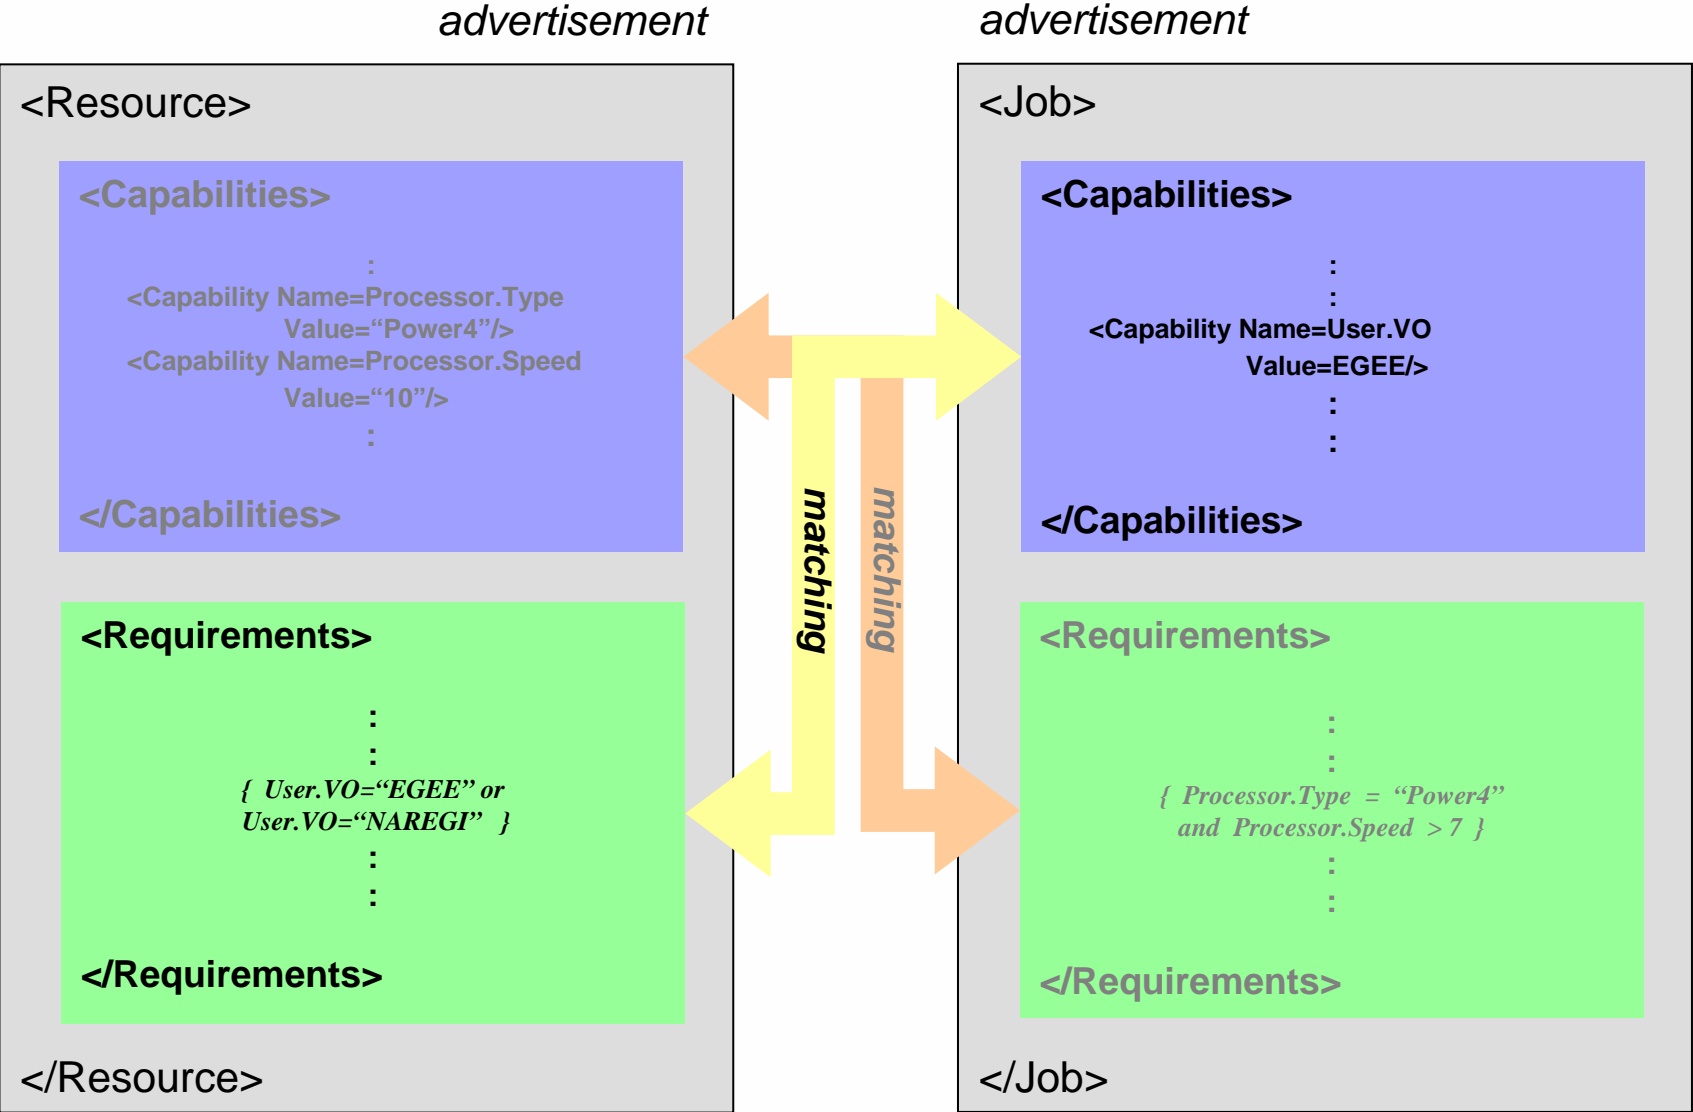 advertisement
<Resource>
<Capabilities>
:
<Capability Name=Processor.Type
Value=“Power4”/>
<Capability Name=Processor.Speed
Value=“10”/>
:
</Capabilities>
<Requirements>
:
:
{ User.VO=“EGEE” or
User.VO=“NAREGI” }
:
:
</Requirements>
</Resource>
matching
matching
advertisement
<Job>
<Capabilities>
:
:
<Capability Name=User.VO
Value=EGEE/>
:
:
</Capabilities>
<Requirements>
:
:
{ Processor.Type = “Power4”
and Processor.Speed > 7 }
:
:
</Requirements>
</Job>